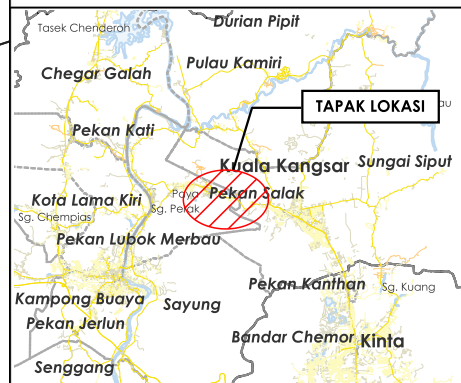 Durian Pipit
Tasek Chenderoh
Pulau Kamiri
Chegar Galah
TAPAK LOKASI
Pekan Kati
Kuala Kangsar
Sungai Siput
Paya
Pekan Salak
Kota Lama Kiri
Sg. Perak
Sg. Chempias
Pekan Lubok Merbau
Pekan Kanthan
Sg. Kuang
Kampong Buaya
Sayung
Pekan Jerlun
Bandar Chemor
Kinta
Senggang